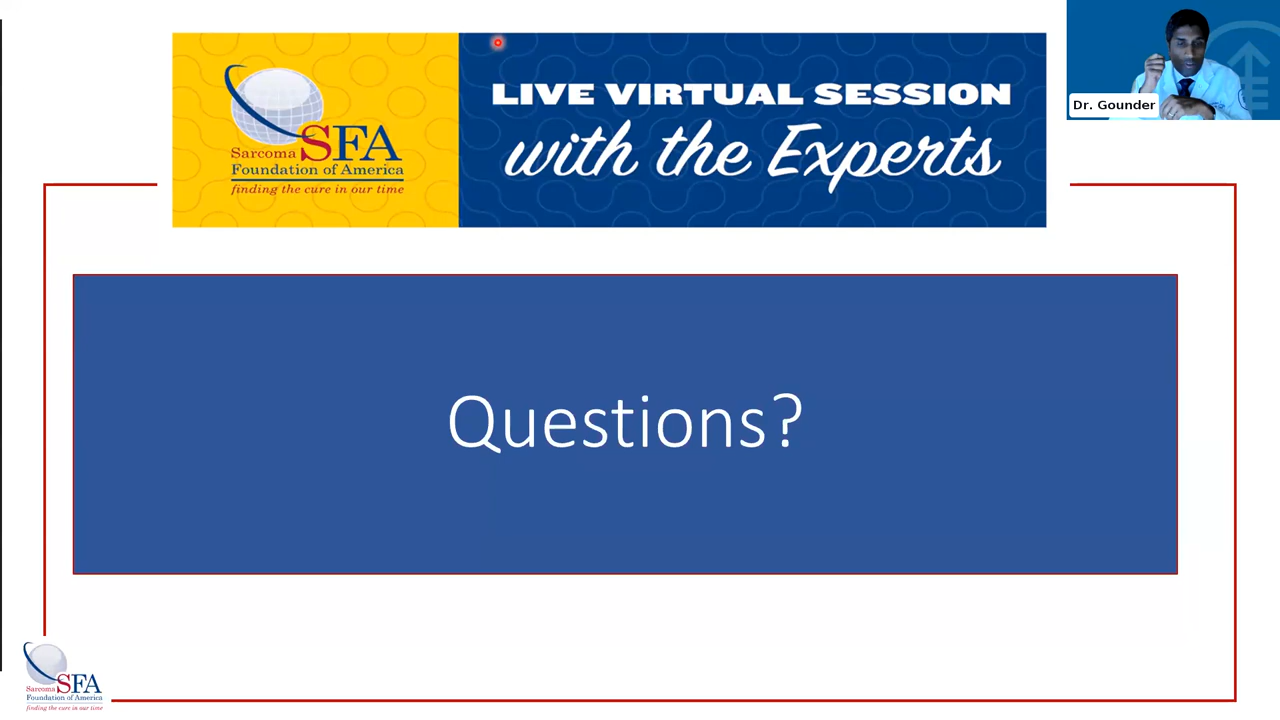 LIVE VIRTUAL SESSION
with the Experts
Sarcoma SFA
Foundation of America
finding the cure in our time
Dr. Gounder
Questions?
Sarcoma SFA
Foundation of America
finding the cure in our time